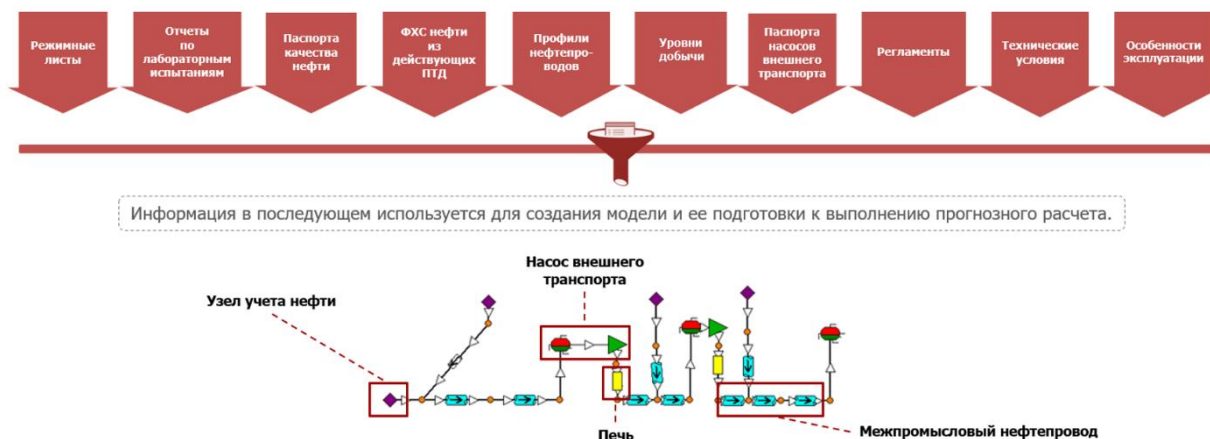 Режимные
листы
Отчеты
по
лабораторным
испытаниям
Паспорта
качества
нефти
ФХС нефти
из
действующих
ПТД
Профили
нефтепро-
водов
Уровни
добычи
Паспорта
насосов
внешнего
транспорта
Регламенты
Технические
условия
Особенности
эксплуатации
Информация в последующем используется для создания модели и ее подготовки к выполнению прогнозного расчета.
Насос внешнего
транспорта
Узел учета нефти
Печь
Межпромысловый нефтепровод